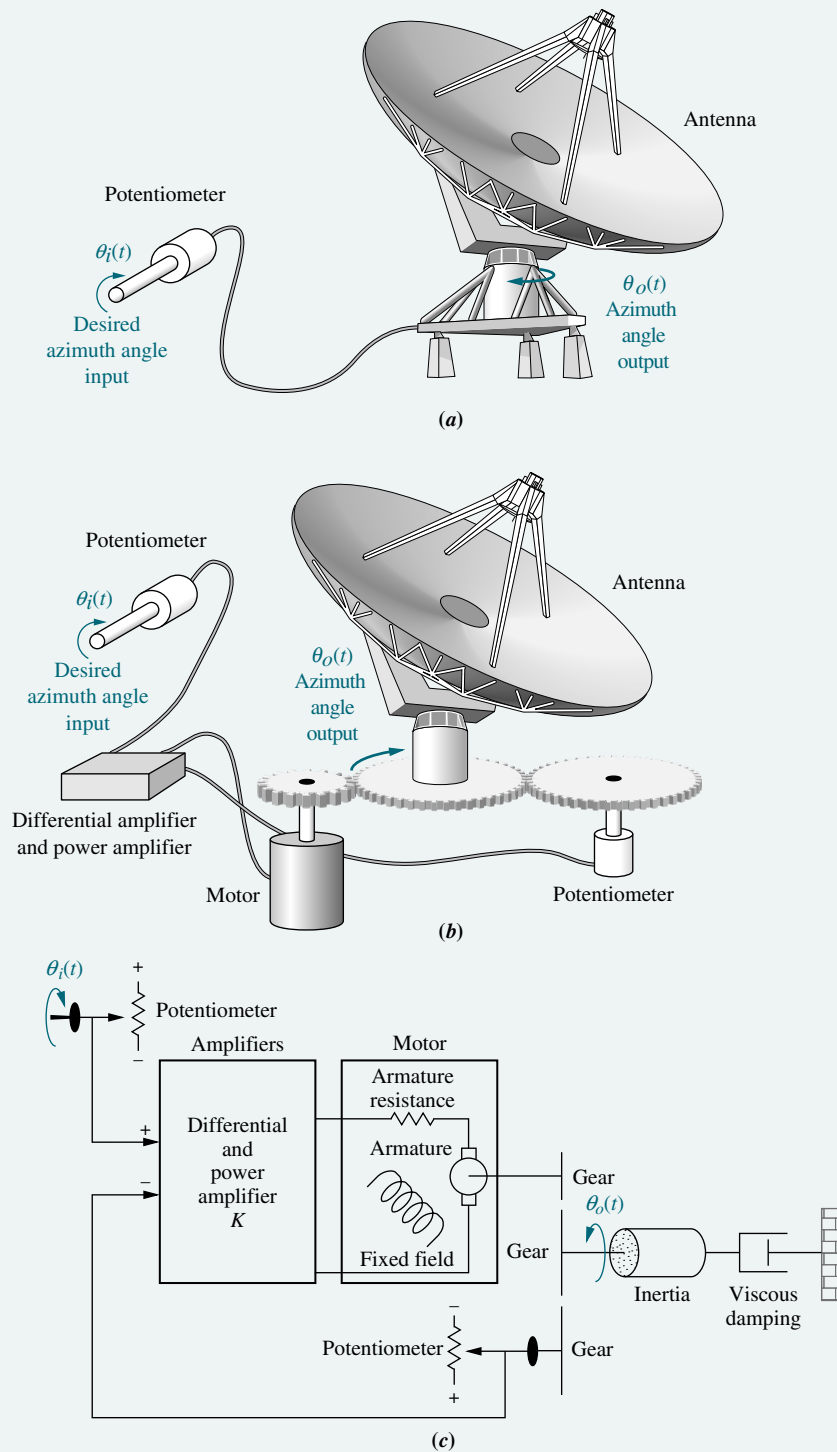 Antenna
Potentiometer
θi(t)
Desired
azimuth angle
input
θO(t)
Azimuth
angle
output
(a)
Potentiometer
θi(t)
Desired
azimuth angle
input
Antenna
θO(t)
Azimuth
angle
output
Differential amplifier
and power amplifier
Motor
Potentiometer
(b)
θi(t)
+
Potentiometer
−
Amplifiers
Motor
+
−
Differential
and
power
amplifier
K
Armature
resistance
Armature
Fixed field
Gear
θo(t)
Gear
Inertia
Viscous
damping
−
Potentiometer
+
Gear
(c)